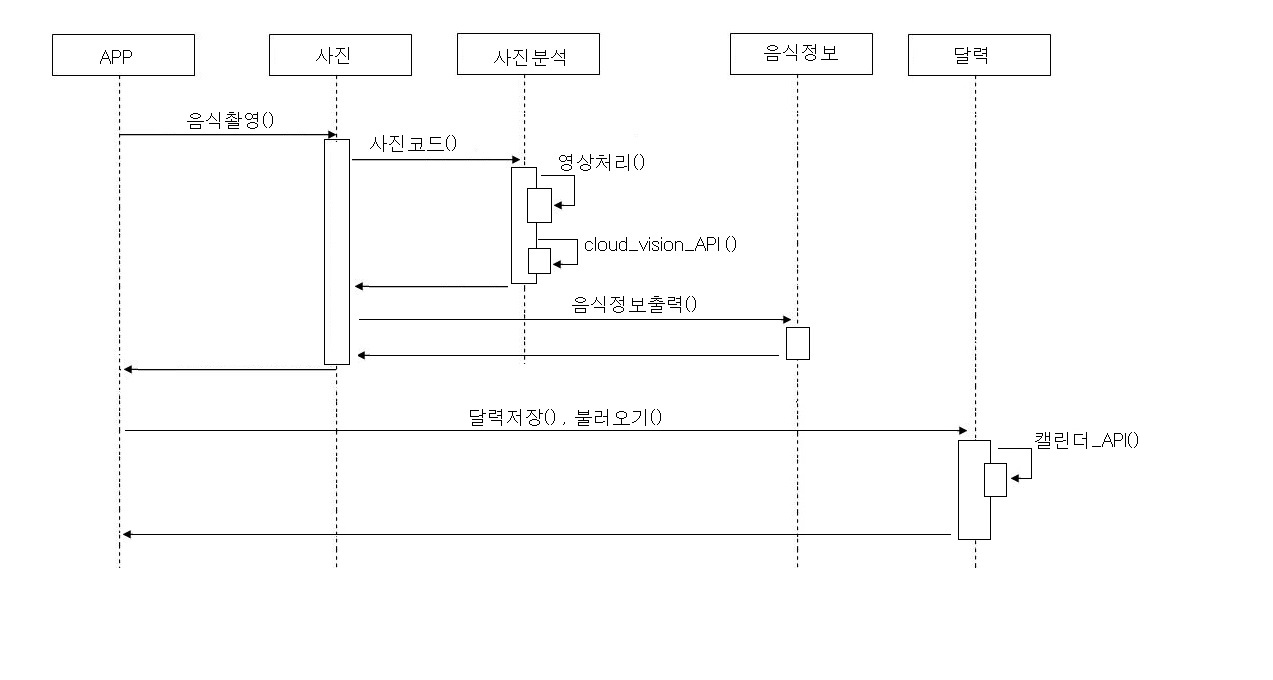 APP
사진
사진분석
음식정보
달력
음식촬영()
사진코드()
영상처리()
cloud_vision_API()
음식정보출력()
달력저장(), 불러오기()
캘린더_API()